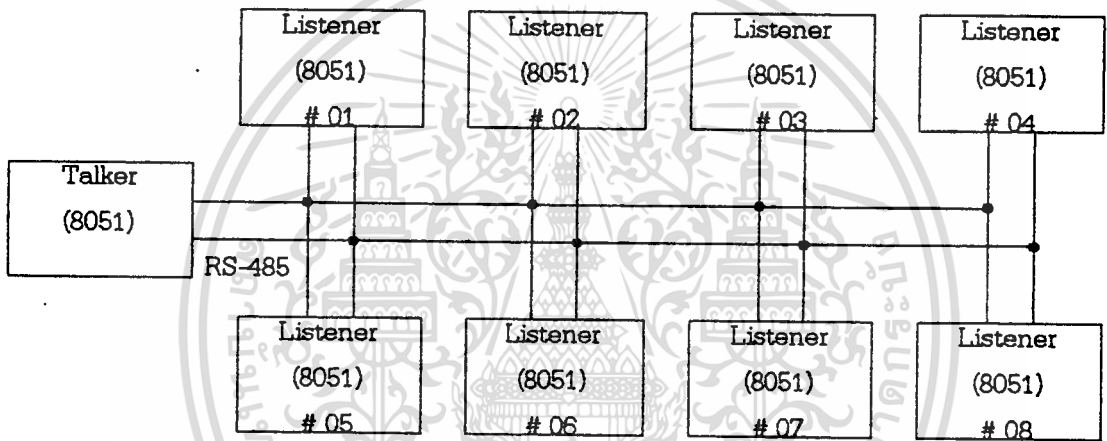 Listener
(8051)
# 01
Listener
(8051)
# 02
Listener
(8051)
# 03
Listener
(8051)
# 04
Talker
(8051)
RS-485
Listener
(8051)
# 05
Listener
(8051)
# 06
Listener
(8051)
# 07
Listener
(8051)
# 08